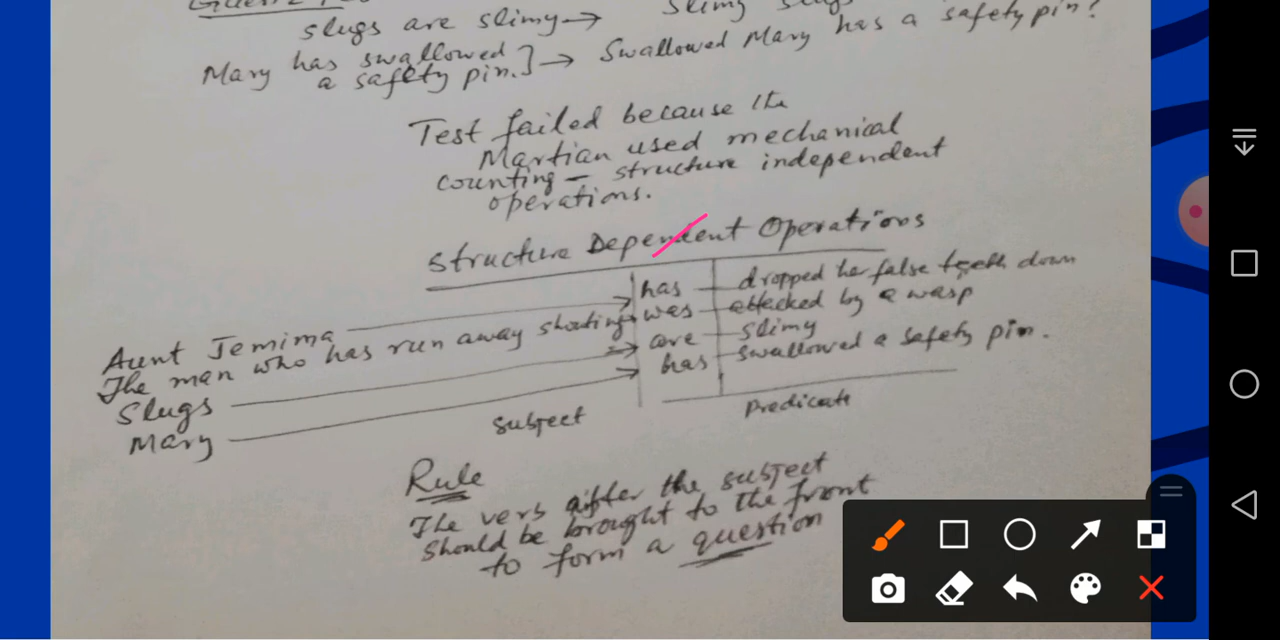 slugs are slimy → slimy
Mary has swallowed
a safety pin.] → Swallowed Mary has a safety pin?
Test failed because the
Martian used mechanical
counting – structure independent
operations.
Structure Dependent Operations
Aunt Jemima has dropped her false teeth down
The man who has run away shouting was attacked by a wasp
Slugs are slimy
Mary has swallowed a safety pin.
Subject Predicate
Rule
The verb after the subject
should be brought to the front
to form a question